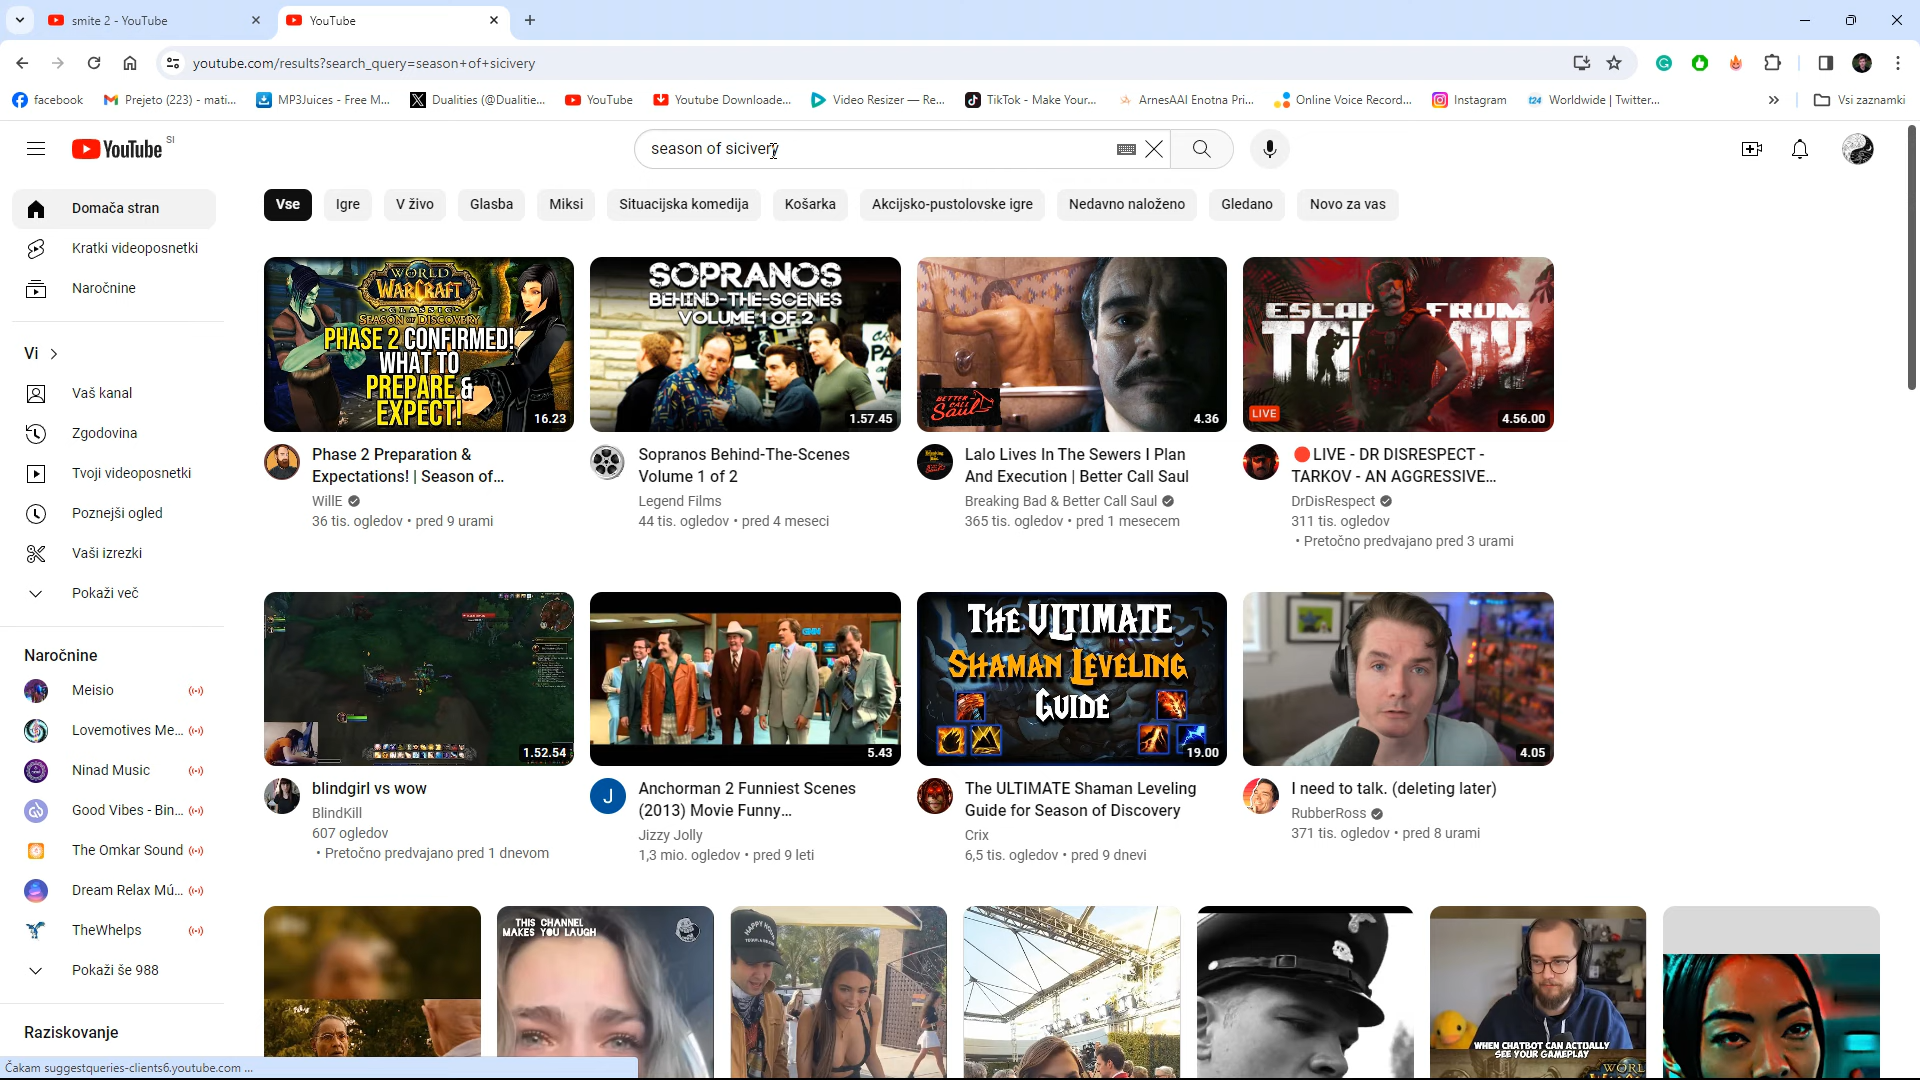 smite 2 - YouTube
YouTube
youtube.com/results?search_query=season+of+sicivery
facebook
Prejeto (223) - mati...
MP3Juices - Free M...
Dualities (@Dualitie...
YouTube
Youtube Downloade...
Video Resizer — Re...
TikTok - Make Your...
ArnesAAI Enotna Pri...
Online Voice Record...
Instagram
t24 Worldwide | Twitter...
Vsi zaznamki
YouTube SI
season of sicivery
Domača stran
Kratki videoposnetki
Naročnine
Vi
Vaš kanal
Zgodovina
Tvoji videoposnetki
Poznejši ogled
Vaši izrezki
Pokaži več
Naročnine
Meisio
Lovemotives Me...
Ninad Music
Good Vibes - Bin...
The Omkar Sound
Dream Relax Mú...
TheWhelps
Pokaži še 988
Raziskovanje
Vse
Igre
V živo
Glasba
Miksi
Situacijska komedija
Košarka
Akcijsko-pustolovske igre
Nedavno naloženo
Gledano
Novo za vas
WORLD
WARCRAFT
CLASSIC
SEASON OF DISCOVERY
PHASE 2 CONFIRMED!
WHAT TO
PREPARE &
EXPECT!
16.23
Phase 2 Preparation &
Expectations! | Season of...
WillE
36 tis. ogledov • pred 9 urami
SOPRANOS
BEHIND-THE-SCENES
VOLUME 1 OF 2
1.57.45
Sopranos Behind-The-Scenes
Volume 1 of 2
Legend Films
44 tis. ogledov • pred 4 meseci
BETTER
CALL
Saul
4.36
Lalo Lives In The Sewers I Plan
And Execution | Better Call Saul
Breaking Bad & Better Call Saul
365 tis. ogledov • pred 1 mesecem
ESCAPE FROM
TARKOV
LIVE
4.56.00
LIVE - DR DISRESPECT -
TARKOV - AN AGGRESSIVE...
DrDisRespect
311 tis. ogledov
• Pretočno predvajano pred 3 urami
1.52.54
blindgirl vs wow
BlindKill
607 ogledov
• Pretočno predvajano pred 1 dnevom
5.43
J
Anchorman 2 Funniest Scenes
(2013) Movie Funny...
Jizzy Jolly
1,3 mio. ogledov • pred 9 leti
THE ULTIMATE
SHAMAN LEVELING
GUIDE
19.00
The ULTIMATE Shaman Leveling
Guide for Season of Discovery
Crix
6,5 tis. ogledov • pred 9 dnevi
4.05
I need to talk. (deleting later)
RubberRoss
371 tis. ogledov • pred 8 urami
THIS CHANNEL
MAKES YOU LAUGH
WHEN CHATBOT CAN ACTUALLY
SEE YOUR GAMEPLAY
WORL
Čakam suggestqueries-clients6.youtube.com ...